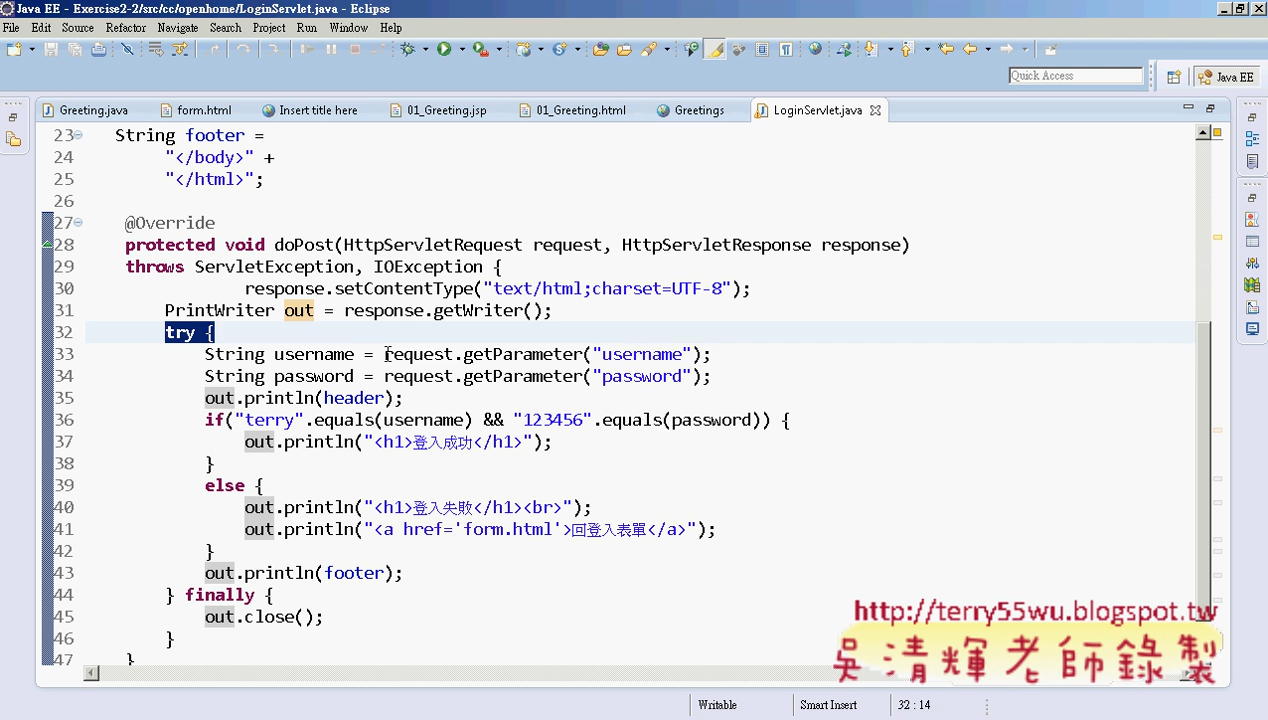 Java EE - Exercise2-2/src/cc/openhome/LoginServlet.java - Eclipse
File Edit Source Refactor Navigate Search Project Run Window Help
Quick Access
Java EE
Greeting.java form.html Insert title here 01_Greeting.jsp 01_Greeting.html Greetings LoginServlet.java
23 String footer =
24 "</body>" +
25 "</html>";
26
27 @Override
28 protected void doPost(HttpServletRequest request, HttpServletResponse response)
29 throws ServletException, IOException {
30 response.setContentType("text/html;charset=UTF-8");
31 PrintWriter out = response.getWriter();
32 try {
33 String username = request.getParameter("username");
34 String password = request.getParameter("password");
35 out.println(header);
36 if("terry".equals(username) && "123456".equals(password)) {
37 out.println("<h1>登入成功</h1>");
38 }
39 else {
40 out.println("<h1>登入失敗</h1><br>");
41 out.println("<a href='form.html'>回登入表單</a>");
42 }
43 out.println(footer);
44 } finally {
45 out.close();
46 }
47 }
http://terry55wu.blogspot.tw
吳清輝老師錄製
Writable Smart Insert 32 : 14